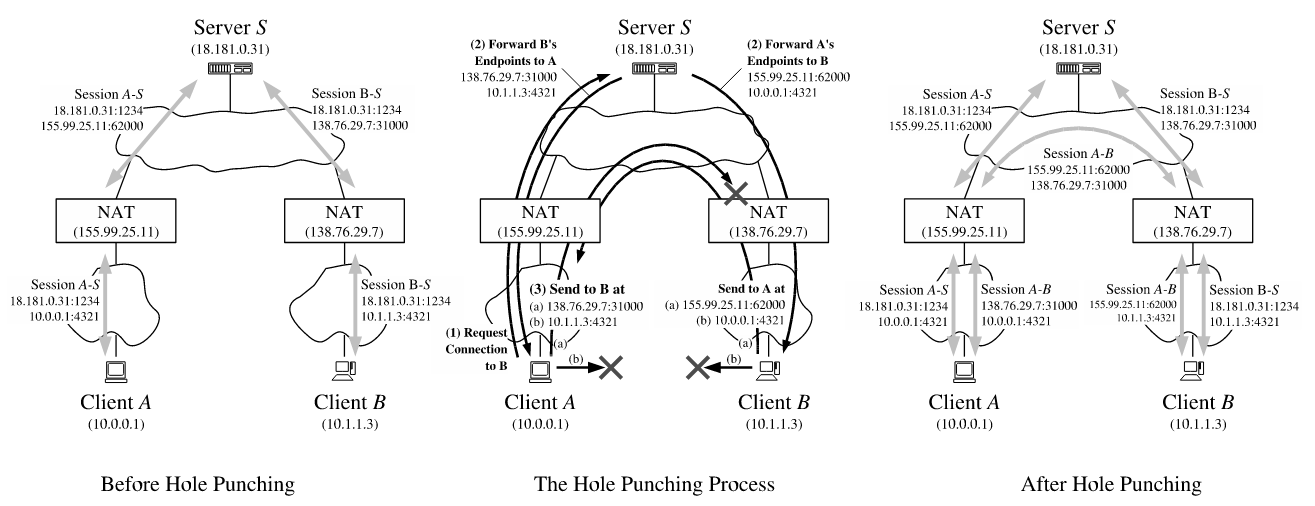 Server S
(18.181.0.31)
Session A-S
18.181.0.31:1234
155.99.25.11:62000
Session B-S
18.181.0.31:1234
138.76.29.7:31000
NAT
(155.99.25.11)
NAT
(138.76.29.7)
Session A-S
18.181.0.31:1234
10.0.0.1:4321
Session B-S
18.181.0.31:1234
10.1.1.3:4321
Client A
(10.0.0.1)
Client B
(10.1.1.3)
Before Hole Punching
Server S
(18.181.0.31)
(2) Forward B's
Endpoints to A
138.76.29.7:31000
10.1.1.3:4321
(2) Forward A's
Endpoints to B
155.99.25.11:62000
10.0.0.1:4321
NAT
(155.99.25.11)
NAT
(138.76.29.7)
(3) Send to B at
(a) 138.76.29.7:31000
(b) 10.1.1.3:4321
Send to A at
(a) 155.99.25.11:62000
(b) 10.0.0.1:4321
(1) Request
Connection
to B
(a)
(b)
(a)
(b)
Client A
(10.0.0.1)
Client B
(10.1.1.3)
The Hole Punching Process
Server S
(18.181.0.31)
Session A-S
18.181.0.31:1234
155.99.25.11:62000
Session B-S
18.181.0.31:1234
138.76.29.7:31000
Session A-B
155.99.25.11:62000
138.76.29.7:31000
NAT
(155.99.25.11)
NAT
(138.76.29.7)
Session A-S
18.181.0.31:1234
10.0.0.1:4321
Session A-B
138.76.29.7:31000
10.0.0.1:4321
Session A-B
155.99.25.11:62000
10.1.1.3:4321
Session B-S
18.181.0.31:1234
10.1.1.3:4321
Client A
(10.0.0.1)
Client B
(10.1.1.3)
After Hole Punching